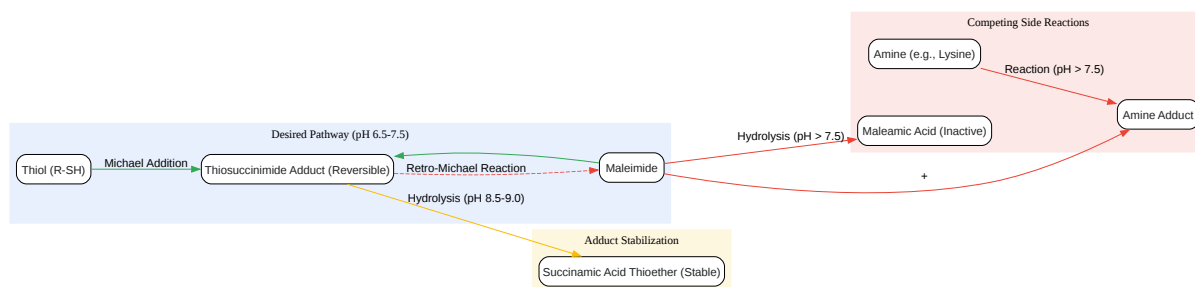 Competing Side Reactions
Amine (e.g., Lysine)
Reaction (pH > 7.5)
Amine Adduct
Desired Pathway (pH 6.5-7.5)
Hydrolysis (pH > 7.5)
Maleamic Acid (Inactive)
Thiol (R-SH)
Michael Addition
Thiosuccinimide Adduct (Reversible)
Retro-Michael Reaction
Maleimide
+
Hydrolysis (pH 8.5-9.0)
Adduct Stabilization
Succinamic Acid Thioether (Stable)